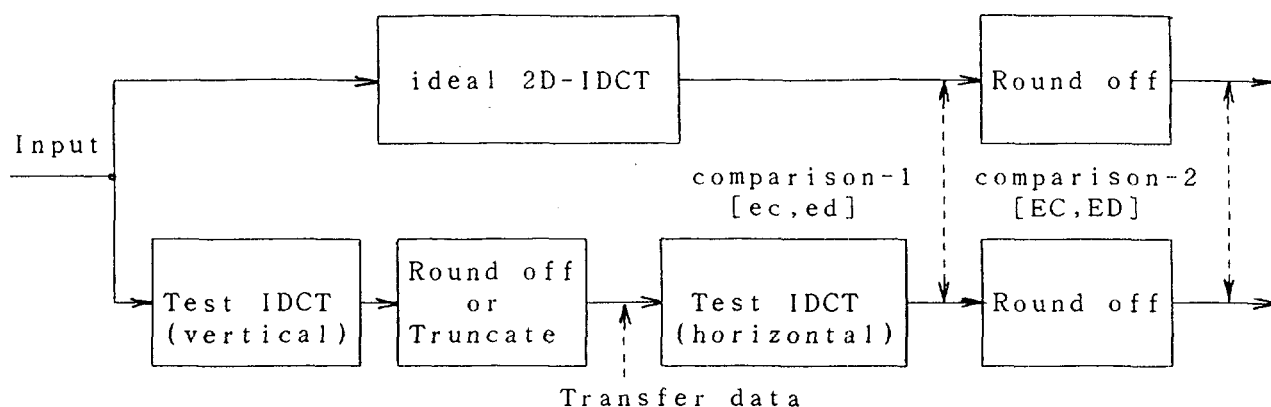 ideal 2D-IDCT
Round off
Input
comparison-1
[ec,ed]
comparison-2
[EC,ED]
Test IDCT
(vertical)
Round off
or
Truncate
Test IDCT
(horizontal)
Round off
Transfer data